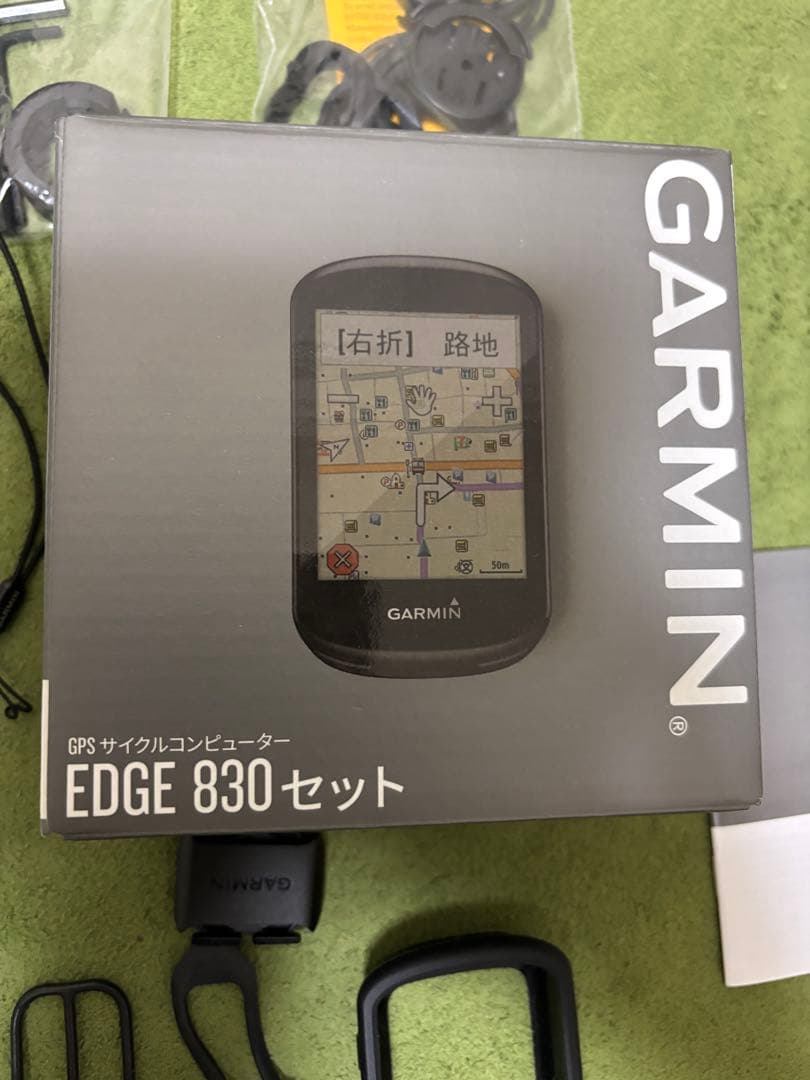 GARMIN®
[右折] 路地
50m
GARMIN
GPS サイクルコンピューター
EDGE 830 セット
GARMIN